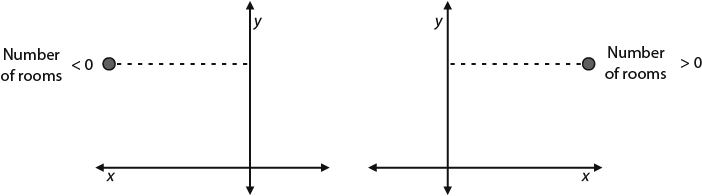 y
Number
of rooms < 0
x
y
Number
of rooms > 0
x